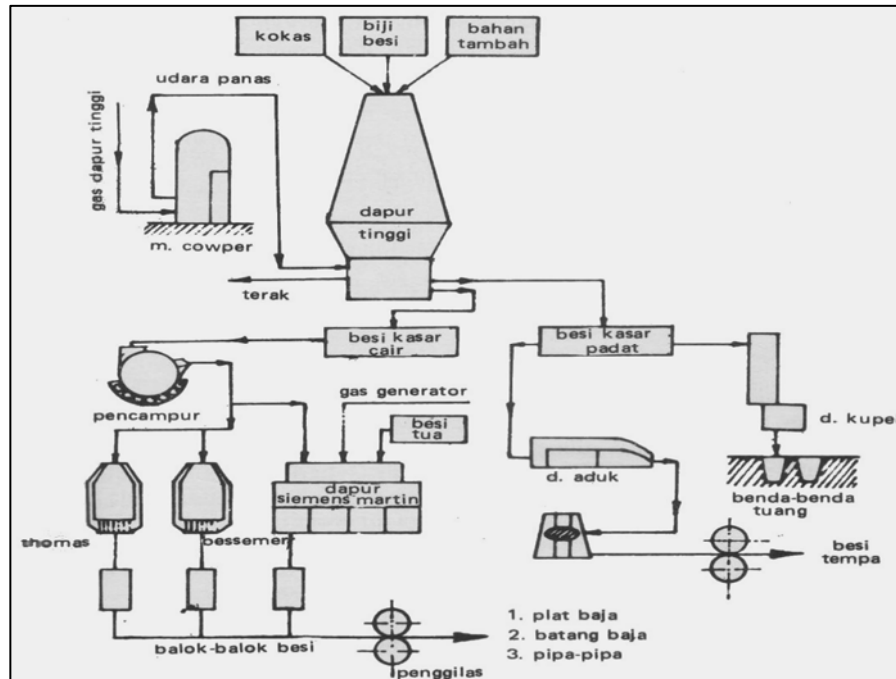 kokas
biji
besi
bahan
tambah
udara panas
gas dapur tinggi
m. cowper
dapur
tinggi
terak
besi kasar
cair
besi kasar
padat
pencampur
gas generator
besi
tua
d. kupe
dapur
siemens martin
d. aduk
benda-benda
tuang
thomas
bessemer
besi
tempa
balok-balok besi
penggilas
1. plat baja
2. batang baja
3. pipa-pipa